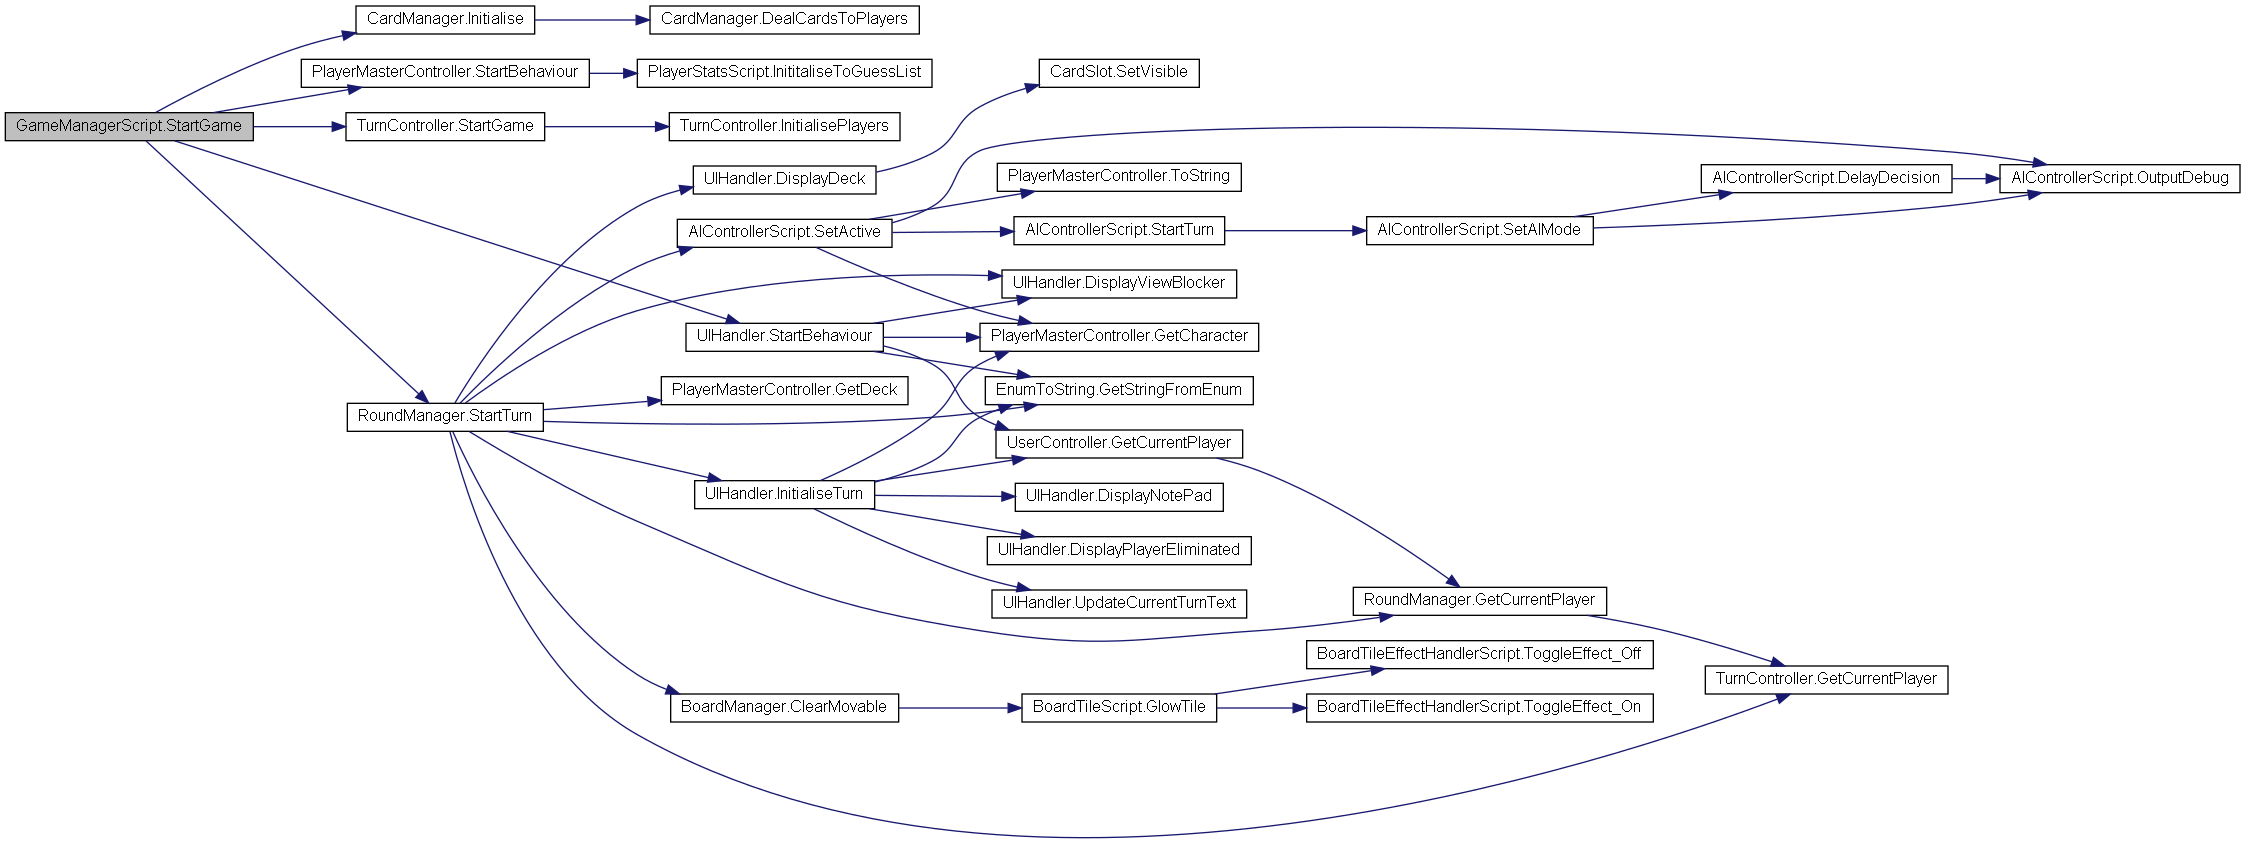 CardManager.Initialise
CardManager.DealCardsToPlayers
PlayerMasterController.StartBehaviour
PlayerStatsScript.InititaliseToGuessList
CardSlot.SetVisible
GameManagerScript.StartGame
TurnController.StartGame
TurnController.InitialisePlayers
UIHandler.DisplayDeck
PlayerMasterController.ToString
AIControllerScript.DelayDecision
AIControllerScript.OutputDebug
AIControllerScript.SetActive
AIControllerScript.StartTurn
AIControllerScript.SetAIMode
UIHandler.DisplayViewBlocker
UIHandler.StartBehaviour
PlayerMasterController.GetCharacter
PlayerMasterController.GetDeck
EnumToString.GetStringFromEnum
RoundManager.StartTurn
UserController.GetCurrentPlayer
UIHandler.InitialiseTurn
UIHandler.DisplayNotePad
UIHandler.DisplayPlayerEliminated
UIHandler.UpdateCurrentTurnText
RoundManager.GetCurrentPlayer
BoardTileEffectHandlerScript.ToggleEffect_Off
TurnController.GetCurrentPlayer
BoardManager.ClearMovable
BoardTileScript.GlowTile
BoardTileEffectHandlerScript.ToggleEffect_On